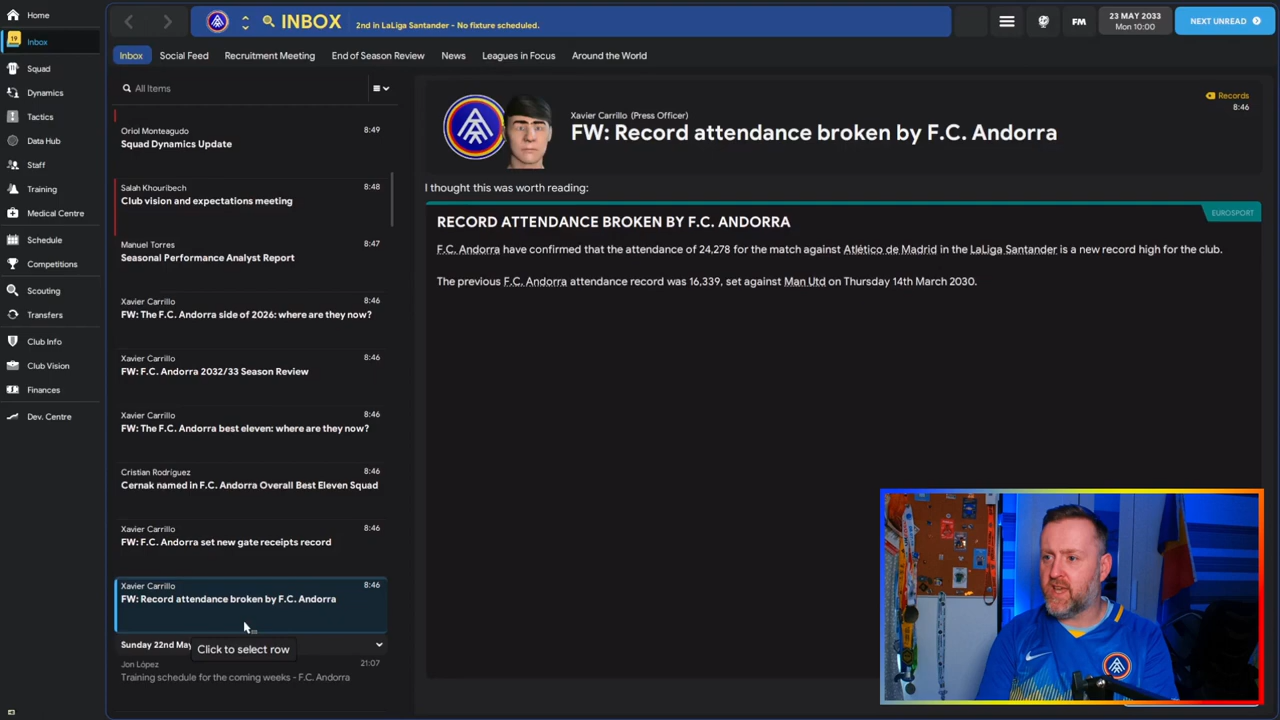 Home
INBOX
2nd in LaLiga Santander - No fixture scheduled.
FM
23 MAY 2033
Mon 10:00
NEXT UNREAD
19
Inbox
Squad
Dynamics
Tactics
Data Hub
Staff
Training
Medical Centre
Schedule
Competitions
Scouting
Transfers
Club Info
Club Vision
Finances
Dev. Centre
Inbox
Social Feed
Recruitment Meeting
End of Season Review
News
Leagues in Focus
Around the World
All Items
Oriol Monteagudo 8:49
Squad Dynamics Update
Salah Khouribech 8:48
Club vision and expectations meeting
Manuel Torres 8:47
Seasonal Performance Analyst Report
Xavier Carrillo 8:46
FW: The F.C. Andorra side of 2026: where are they now?
Xavier Carrillo 8:46
FW: F.C. Andorra 2032/33 Season Review
Xavier Carrillo 8:46
FW: The F.C. Andorra best eleven: where are they now?
Cristian Rodríguez 8:46
Cernak named in F.C. Andorra Overall Best Eleven Squad
Xavier Carrillo 8:46
FW: F.C. Andorra set new gate receipts record
Xavier Carrillo 8:46
FW: Record attendance broken by F.C. Andorra
Sunday 22nd May
Click to select row
Jon López 21:07
Training schedule for the coming weeks - F.C. Andorra
Xavier Carrillo (Press Officer)
FW: Record attendance broken by F.C. Andorra
Records
8:46
I thought this was worth reading:
RECORD ATTENDANCE BROKEN BY F.C. ANDORRA
EUROSPORT
F.C. Andorra have confirmed that the attendance of 24,278 for the match against Atlético de Madrid in the LaLiga Santander is a new record high for the club.
The previous F.C. Andorra attendance record was 16,339, set against Man Utd on Thursday 14th March 2030.